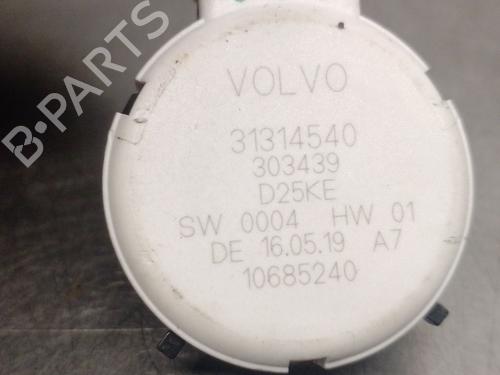 B-PARTS
VOLVO
31314540
303439
D25KE
SW 0004 HW 01
DE 16.05.19 A7
10685240